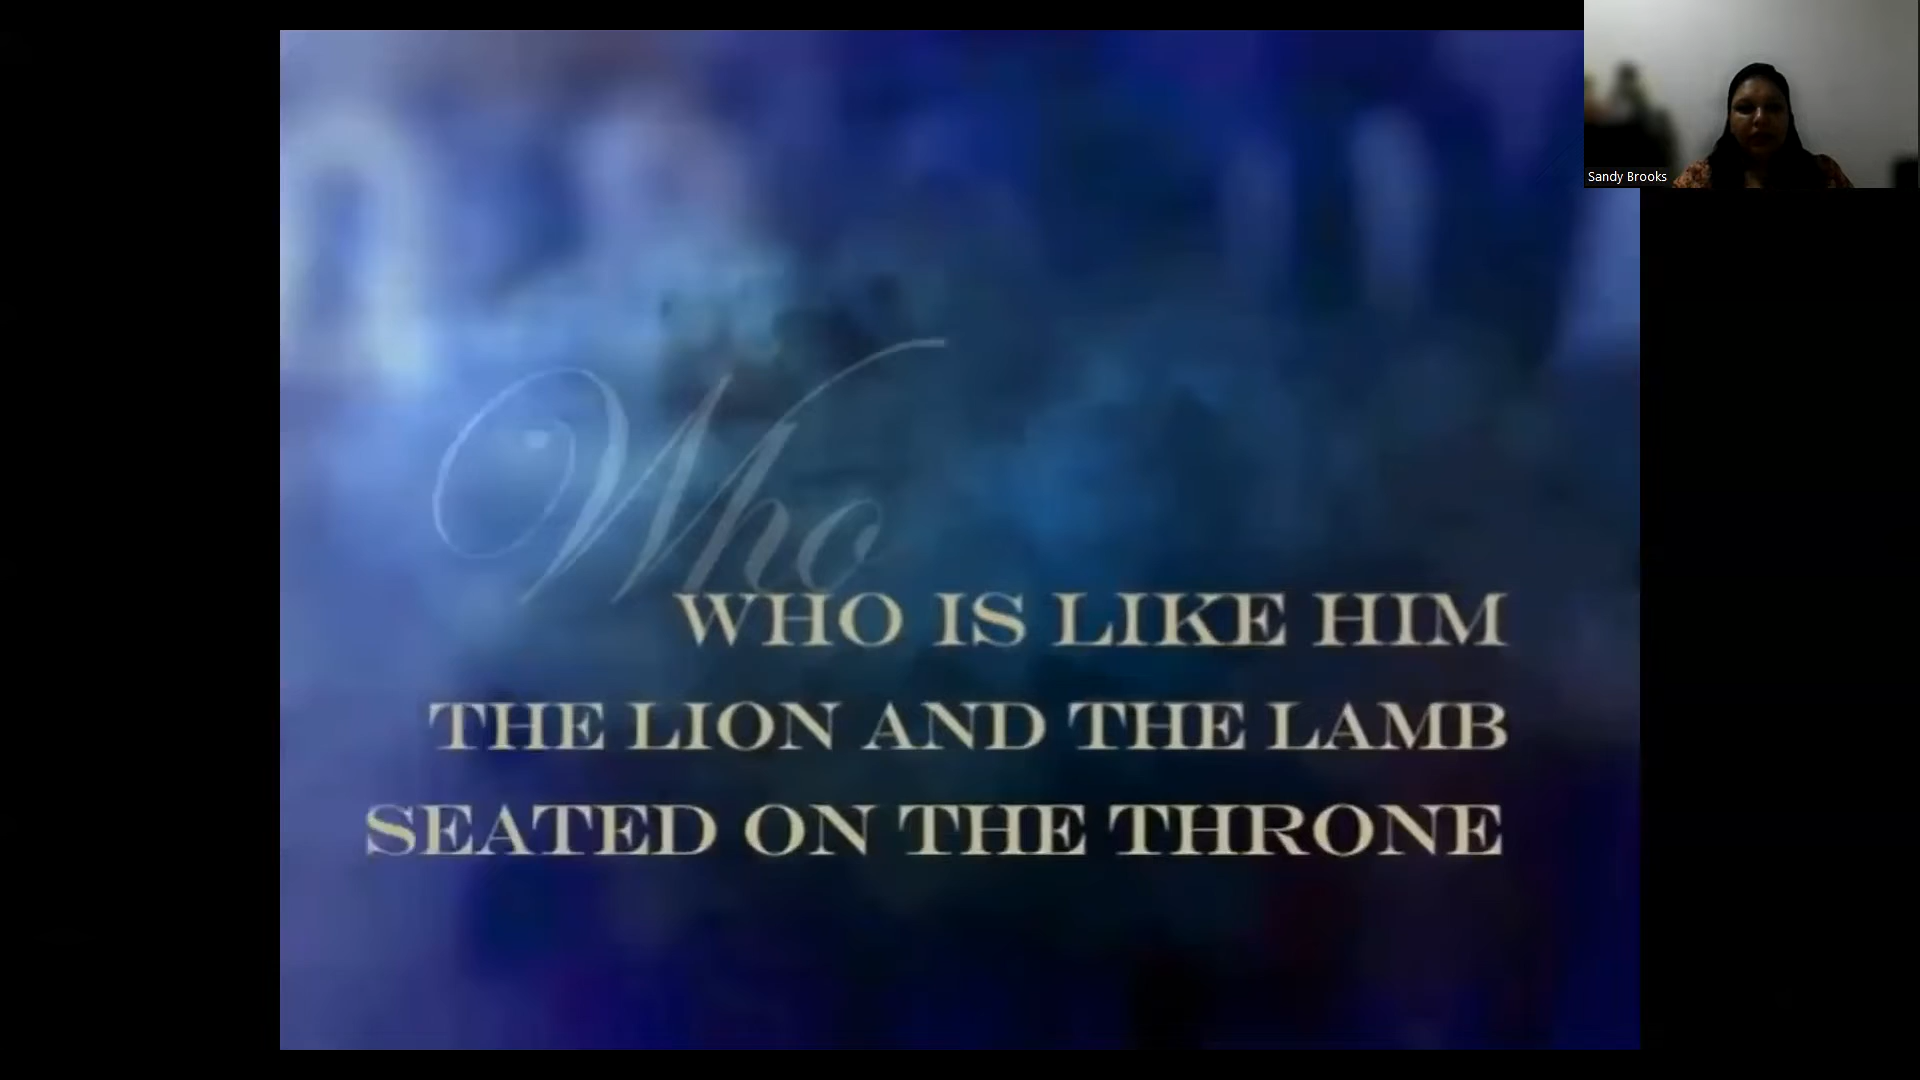 Sandy Brooks
Who
WHO IS LIKE HIM
THE LION AND THE LAMB
SEATED ON THE THRONE